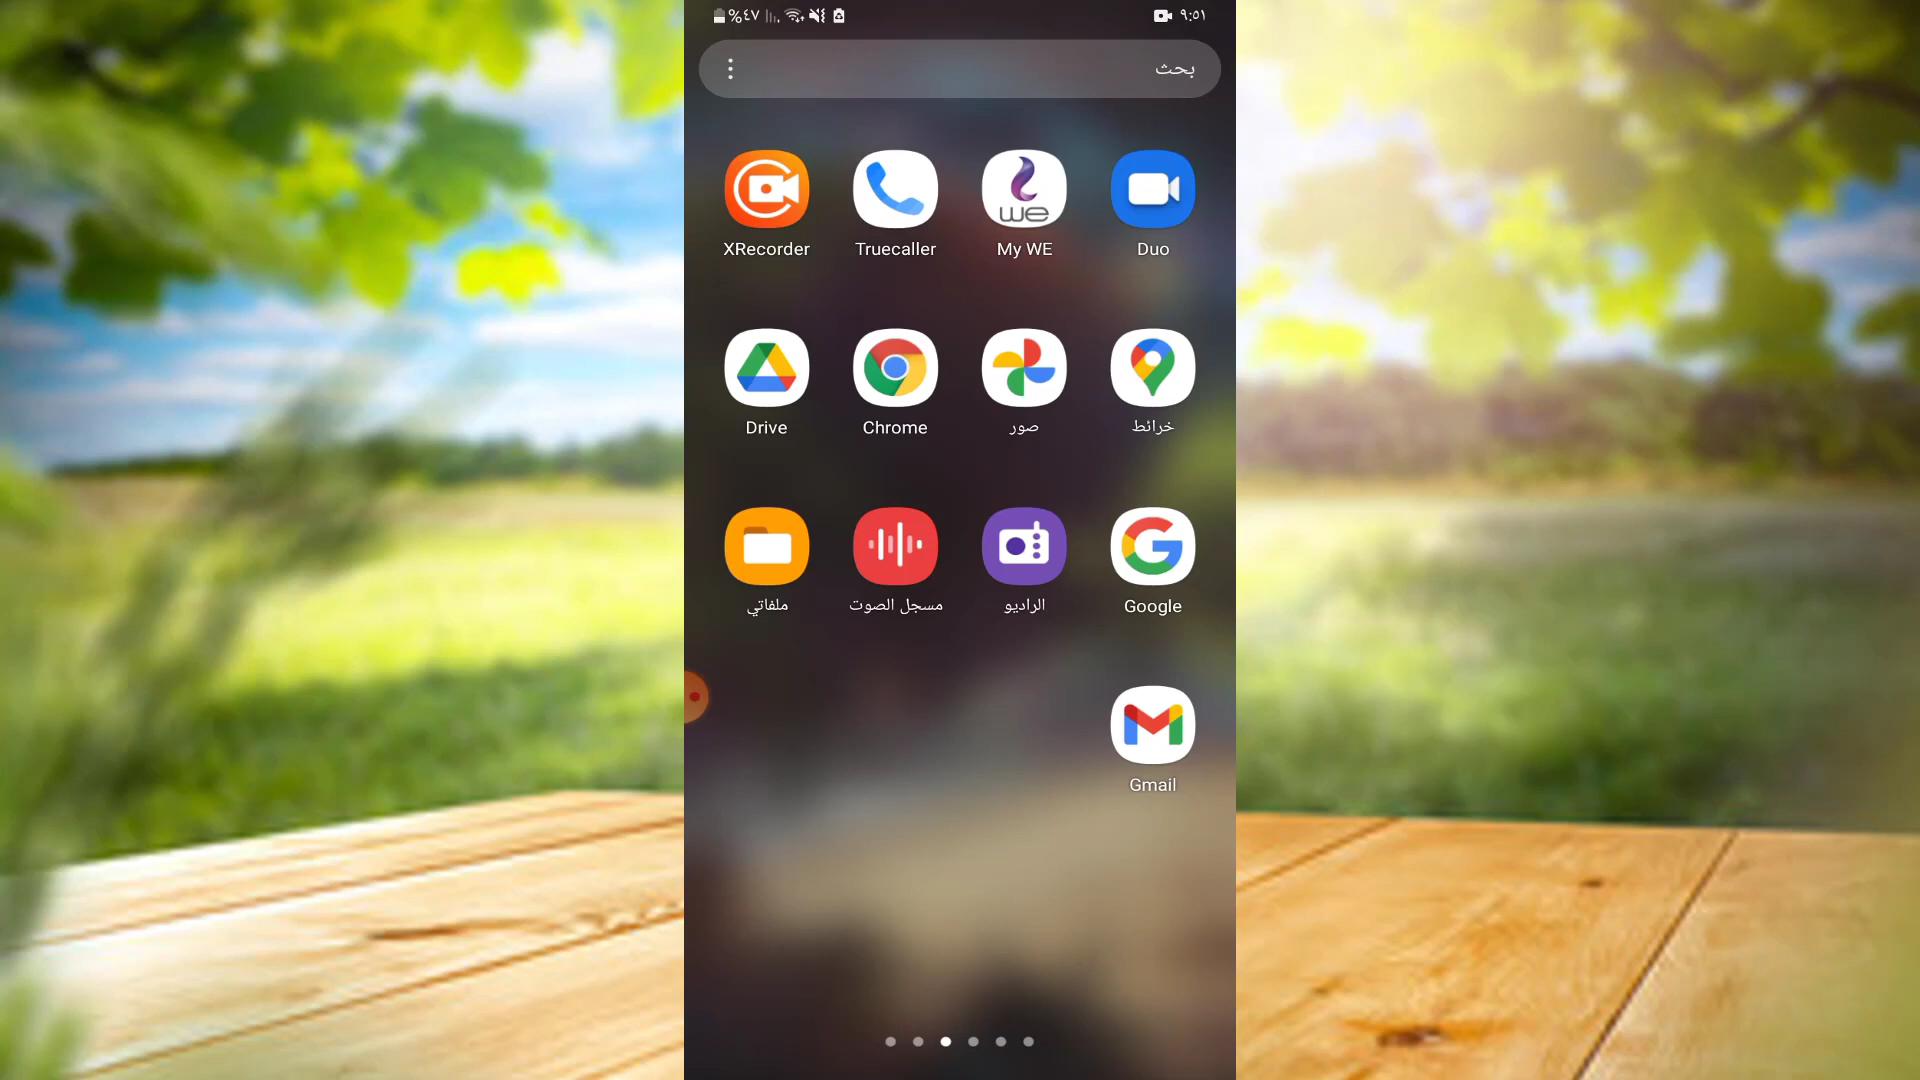 %٤٧ ٩:٥١
بحث
XRecorder Truecaller My WE Duo
Drive Chrome صور خرائط
ملفاتي مسجل الصوت الراديو Google
Gmail